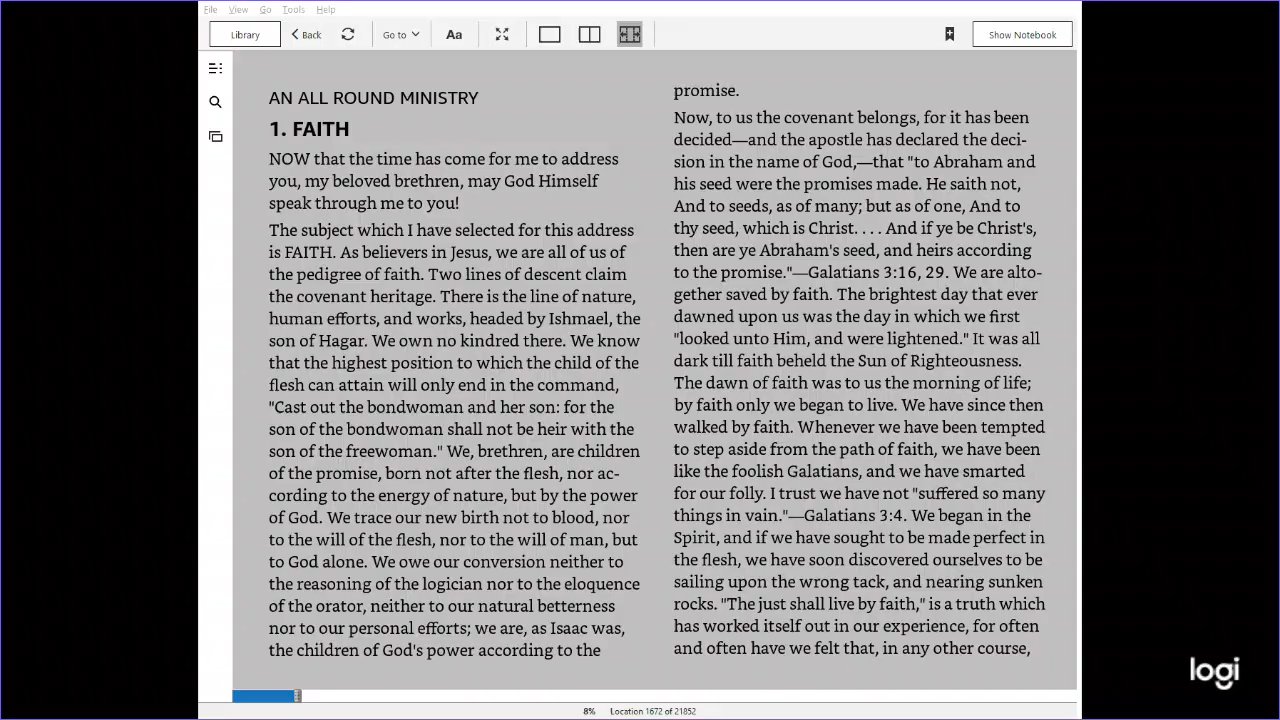 File View Go Tools Help
Library Back Go to Aa Show Notebook
AN ALL ROUND MINISTRY
1. FAITH
NOW that the time has come for me to address
you, my beloved brethren, may God Himself
speak through me to you!
The subject which I have selected for this address
is FAITH. As believers in Jesus, we are all of us of
the pedigree of faith. Two lines of descent claim
the covenant heritage. There is the line of nature,
human efforts, and works, headed by Ishmael, the
son of Hagar. We own no kindred there. We know
that the highest position to which the child of the
flesh can attain will only end in the command,
"Cast out the bondwoman and her son: for the
son of the bondwoman shall not be heir with the
son of the freewoman." We, brethren, are children
of the promise, born not after the flesh, nor ac-
cording to the energy of nature, but by the power
of God. We trace our new birth not to blood, nor
to the will of the flesh, nor to the will of man, but
to God alone. We owe our conversion neither to
the reasoning of the logician nor to the eloquence
of the orator, neither to our natural betterness
nor to our personal efforts; we are, as Isaac was,
the children of God's power according to the
promise.
Now, to us the covenant belongs, for it has been
decided—and the apostle has declared the deci-
sion in the name of God,—that "to Abraham and
his seed were the promises made. He saith not,
And to seeds, as of many; but as of one, And to
thy seed, which is Christ. . . . And if ye be Christ's,
then are ye Abraham's seed, and heirs according
to the promise."—Galatians 3:16, 29. We are alto-
gether saved by faith. The brightest day that ever
dawned upon us was the day in which we first
"looked unto Him, and were lightened." It was all
dark till faith beheld the Sun of Righteousness.
The dawn of faith was to us the morning of life;
by faith only we began to live. We have since then
walked by faith. Whenever we have been tempted
to step aside from the path of faith, we have been
like the foolish Galatians, and we have smarted
for our folly. I trust we have not "suffered so many
things in vain."—Galatians 3:4. We began in the
Spirit, and if we have sought to be made perfect in
the flesh, we have soon discovered ourselves to be
sailing upon the wrong tack, and nearing sunken
rocks. "The just shall live by faith," is a truth which
has worked itself out in our experience, for often
and often have we felt that, in any other course,
8% Location 1672 of 21852
logi